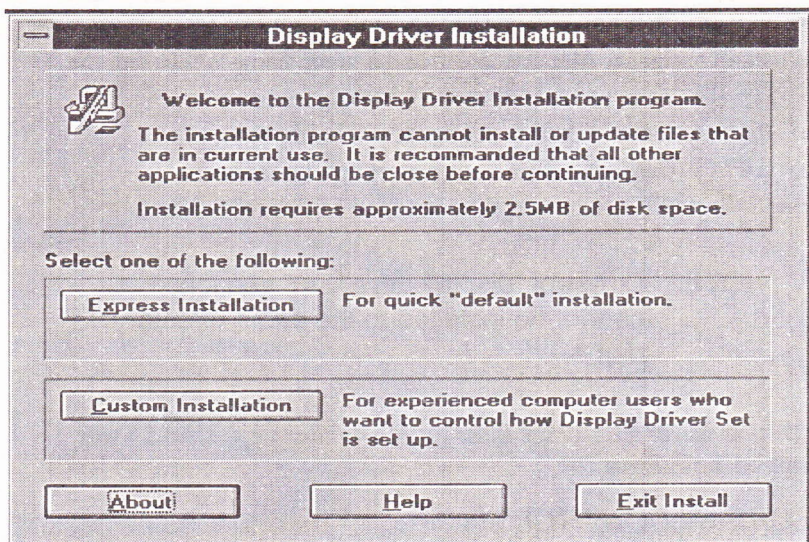 Display Driver Installation
Welcome to the Display Driver Installation program.
The installation program cannot install or update files that
are in current use. It is recommanded that all other
applications should be close before continuing.
Installation requires approximately 2.5MB of disk space.
Select one of the following:
Express Installation
For quick "default" installation.
Custom Installation
For experienced computer users who
want to control how Display Driver Set
is set up.
About
Help
Exit Install